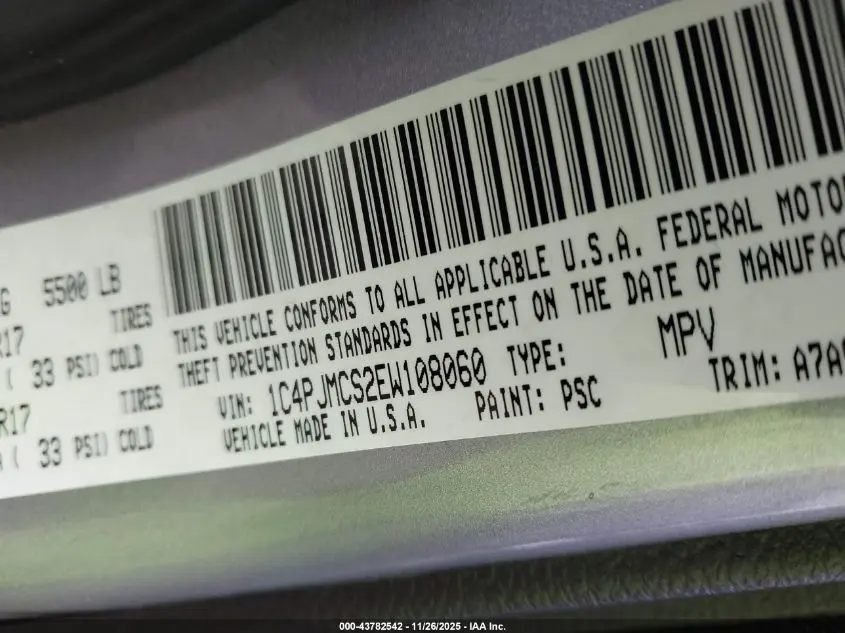 G 5500 LB
R17 TIRES
( 33 PSI) COLD
R17 TIRES
( 33 PSI) COLD
THIS VEHICLE CONFORMS TO ALL APPLICABLE U.S.A. FEDERAL MOTO
THEFT PREVENTION STANDARDS IN EFFECT ON THE DATE OF MANUFAC
VIN: 1C4PJMCS2EW108060 TYPE: MPV
VEHICLE MADE IN U.S.A. PAINT: PSC TRIM: A7A
000-43782542 - 11/26/2025 - IAA Inc.